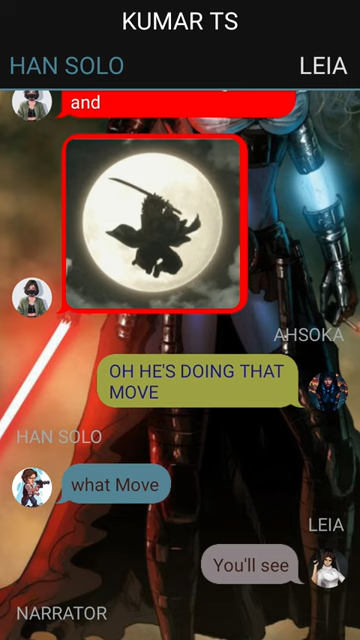 KUMAR TS
HAN SOLO
LEIA
and
AHSOKA
OH HE'S DOING THAT
MOVE
HAN SOLO
what Move
LEIA
You'll see
NARRATOR